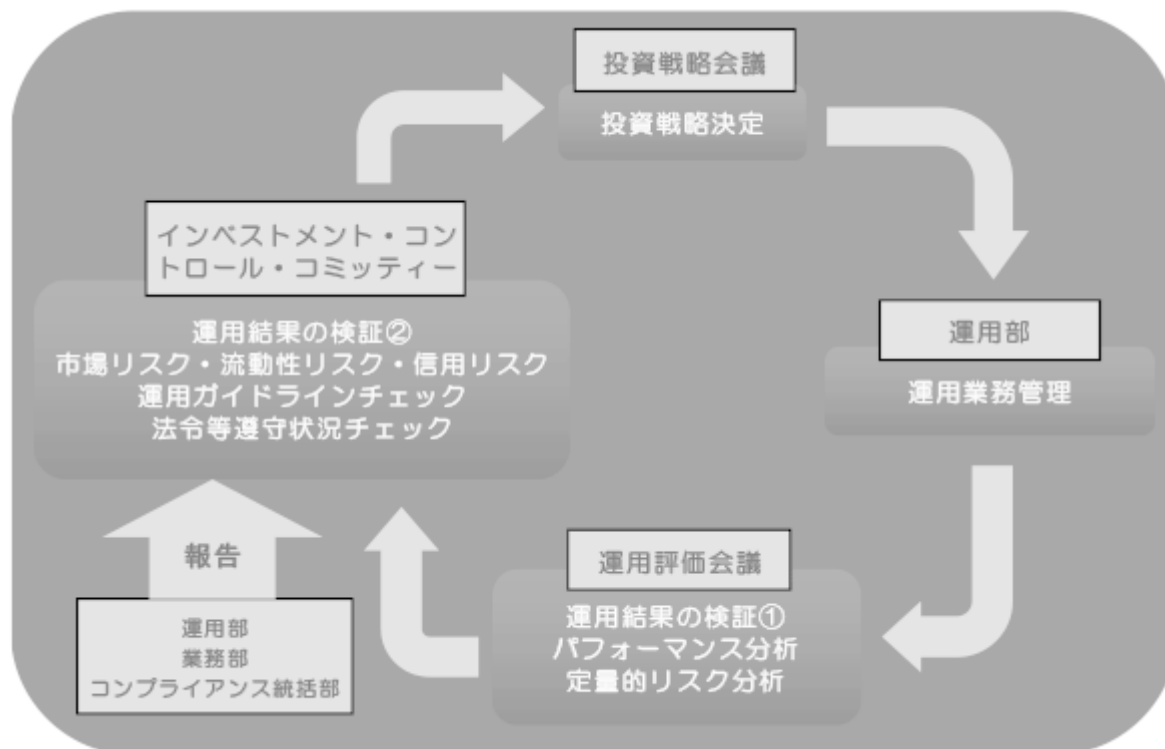 投資戦略会議
投資戦略決定
インベストメント・コン
トロール・コミッティー
運用結果の検証②
市場リスク・流動性リスク・信用リスク
運用ガイドラインチェック
法令等遵守状況チェック
運用部
運用業務管理
報告
運用部
業務部
コンプライアンス統括部
運用評価会議
運用結果の検証①
パフォーマンス分析
定量的リスク分析